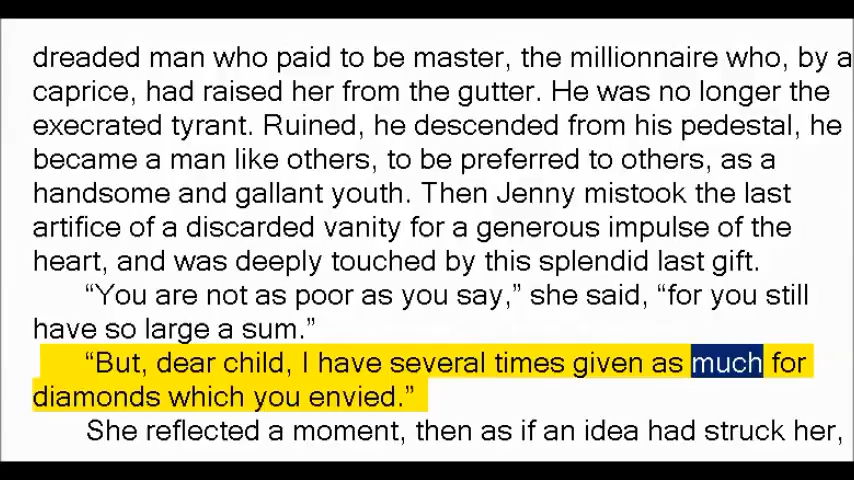 dreaded man who paid to be master, the millionnaire who, by a
caprice, had raised her from the gutter. He was no longer the
execrated tyrant. Ruined, he descended from his pedestal, he
became a man like others, to be preferred to others, as a
handsome and gallant youth. Then Jenny mistook the last
artifice of a discarded vanity for a generous impulse of the
heart, and was deeply touched by this splendid last gift.
“You are not as poor as you say,” she said, “for you still
have so large a sum.”
“But, dear child, I have several times given as much for
diamonds which you envied.”
She reflected a moment, then as if an idea had struck her,